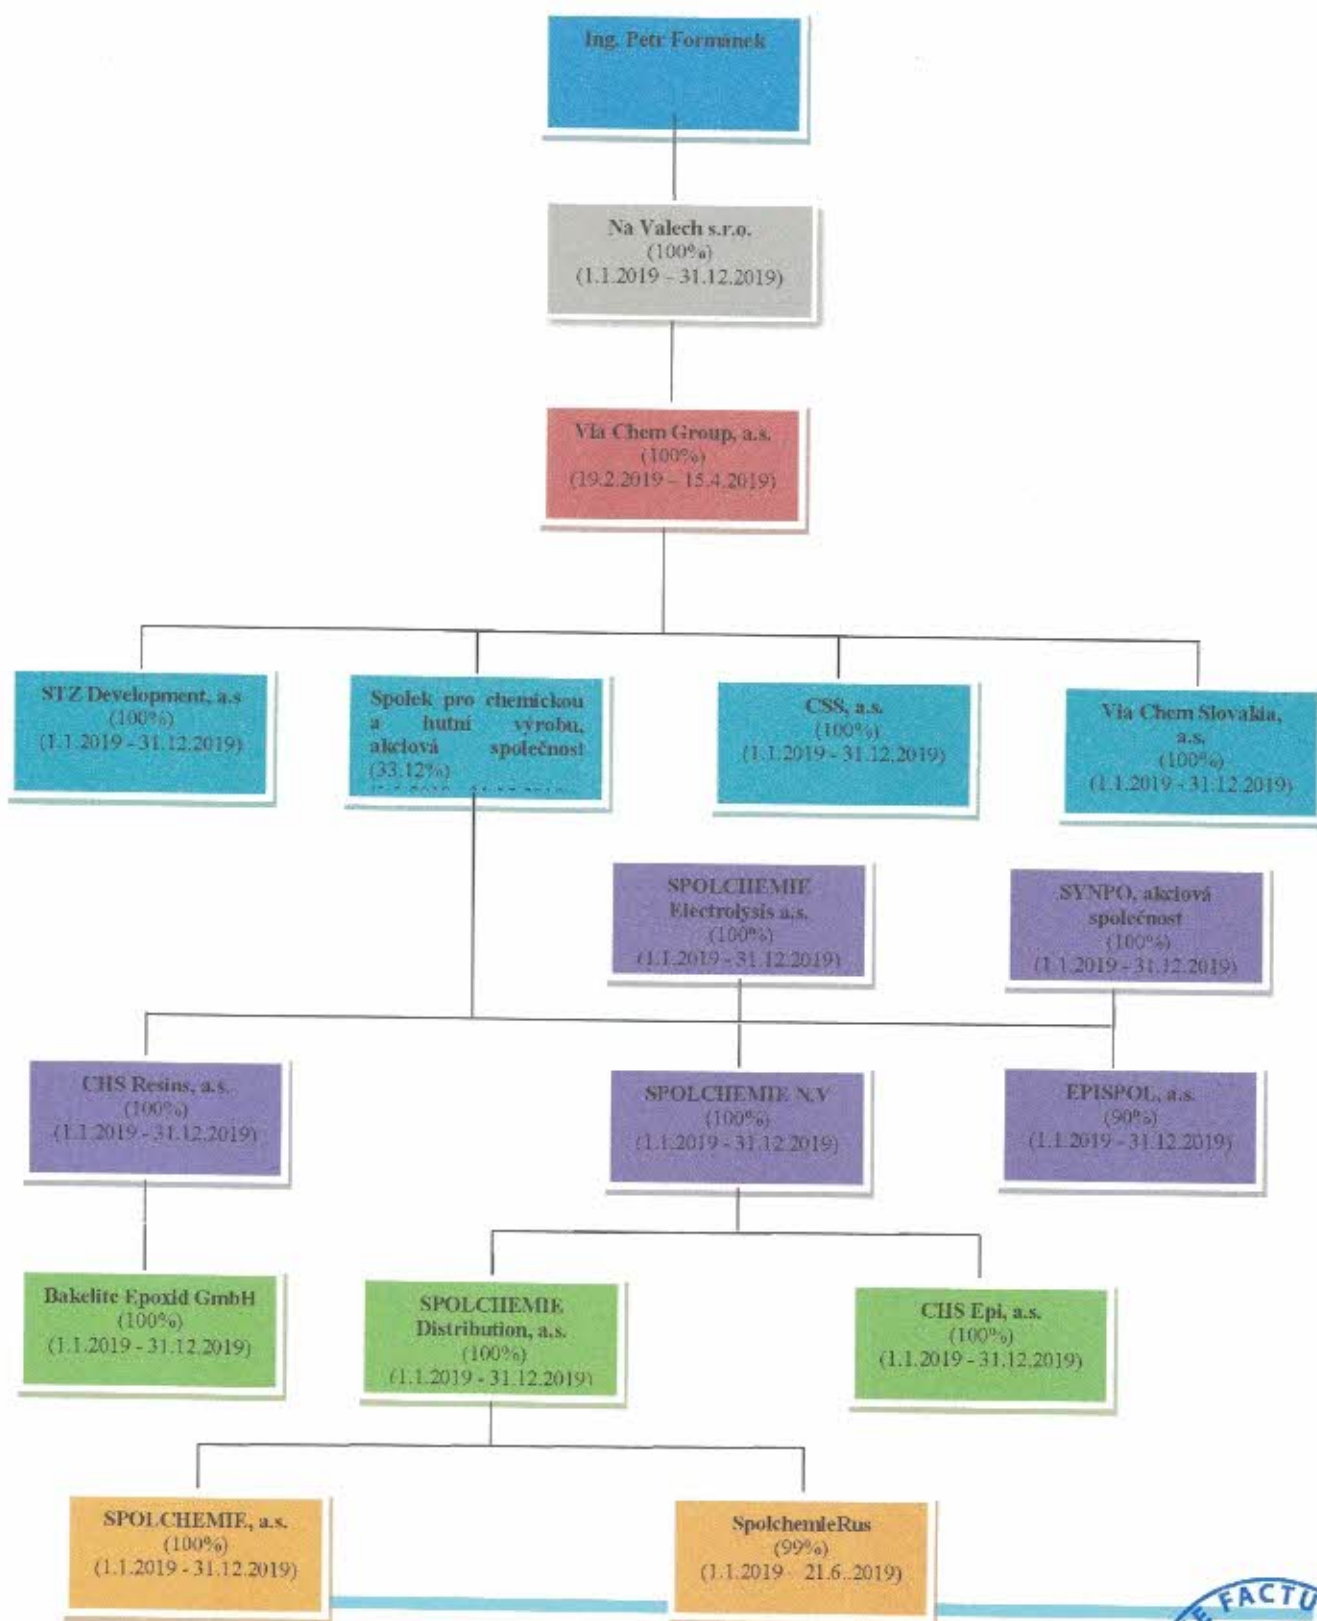 Ing. Petr Formánek
Na Valech s.r.o.
(100%)
(1.1.2019 – 31.12.2019)
Via Chem Group, a.s.
(100%)
(19.2.2019 – 15.4.2019)
STZ Development, a.s
(100%)
(1.1.2019 - 31.12.2019)
Spolek pro chemickou
a hutní výrobu,
akciová společnost
(33.12%)
CSS, a.s.
(100%)
(1.1.2019 - 31.12.2019)
Via Chem Slovakia,
a.s.
(100%)
(1.1.2019 - 31.12.2019)
SPOLCHEMIE
Electrolysis a.s.
(100%)
(1.1.2019 - 31.12.2019)
SYNPO, akciová
společnost
(100%)
(1.1.2019 - 31.12.2019)
CHS Resins, a.s.
(100%)
(1.1.2019 - 31.12.2019)
SPOLCHEMIE N.V
(100%)
(1.1.2019 - 31.12.2019)
EPISPOL, a.s.
(90%)
(1.1.2019 - 31.12.2019)
Bakelite Epoxid GmbH
(100%)
(1.1.2019 - 31.12.2019)
SPOLCHEMIE
Distribution, a.s.
(100%)
(1.1.2019 - 31.12.2019)
CHS Epi, a.s.
(100%)
(1.1.2019 - 31.12.2019)
SPOLCHEMIE, a.s.
(100%)
(1.1.2019 - 31.12.2019)
SpolchemieRus
(99%)
(1.1.2019 – 21.6..2019)
E FACTU